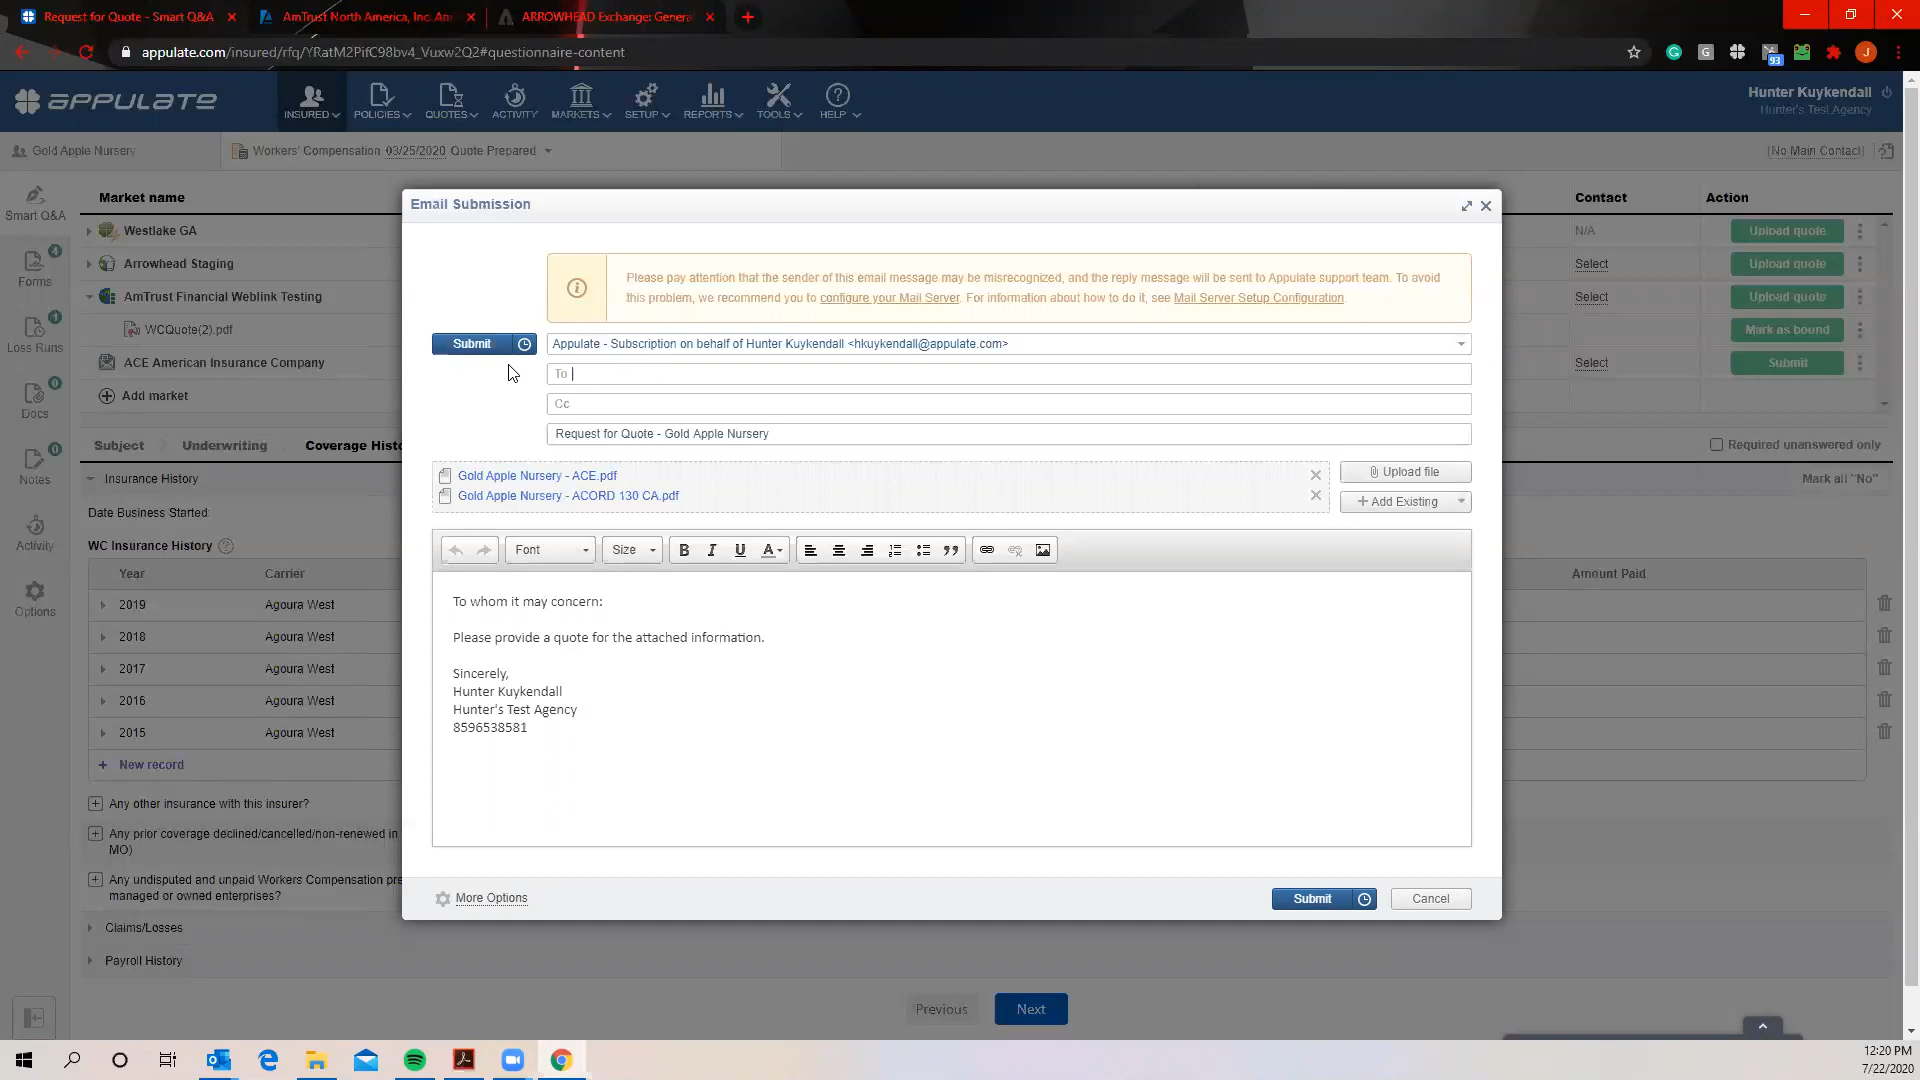 Request for Quote - Smart Q&A
AmTrust North America, Inc. Am
ARROWHEAD Exchange: General
appulate.com/insured/rfq/YRatM2PifC98bv4_Vuxw2Q2#questionnaire-content
93
J
APPULATE
INSURED
POLICIES
QUOTES
ACTIVITY
MARKETS
SETUP
REPORTS
TOOLS
HELP
Hunter Kuykendall
Hunter's Test Agency
Gold Apple Nursery
Workers' Compensation 03/25/2020 Quote Prepared
[No Main Contact]
Smart Q&A
Forms 4
Loss Runs 1
Docs 0
Notes 0
Activity
Options
Market name
Contact
Action
Westlake GA
N/A
Upload quote
Arrowhead Staging
Select
Upload quote
AmTrust Financial Weblink Testing
Select
Upload quote
WCQuote(2).pdf
Mark as bound
ACE American Insurance Company
Select
Submit
Add market
Subject
Underwriting
Coverage Histo
Required unanswered only
Insurance History
Mark all "No"
Date Business Started:
WC Insurance History
Year
Carrier
Amount Paid
2019
Agoura West
2018
Agoura West
2017
Agoura West
2016
Agoura West
2015
Agoura West
+ New record
Any other insurance with this insurer?
Any prior coverage declined/cancelled/non-renewed in
MO)
Any undisputed and unpaid Workers Compensation pre
managed or owned enterprises?
Claims/Losses
Payroll History
Previous
Next
Email Submission
Please pay attention that the sender of this email message may be misrecognized, and the reply message will be sent to Appulate support team. To avoid
this problem, we recommend you to configure your Mail Server. For information about how to do it, see Mail Server Setup Configuration.
Submit
Appulate - Subscription on behalf of Hunter Kuykendall <hkuykendall@appulate.com>
To
Cc
Request for Quote - Gold Apple Nursery
Gold Apple Nursery - ACE.pdf
Gold Apple Nursery - ACORD 130 CA.pdf
Upload file
+ Add Existing
Font
Size
B
I
U
A
To whom it may concern:
Please provide a quote for the attached information.
Sincerely,
Hunter Kuykendall
Hunter's Test Agency
8596538581
More Options
Submit
Cancel
12:20 PM
7/22/2020